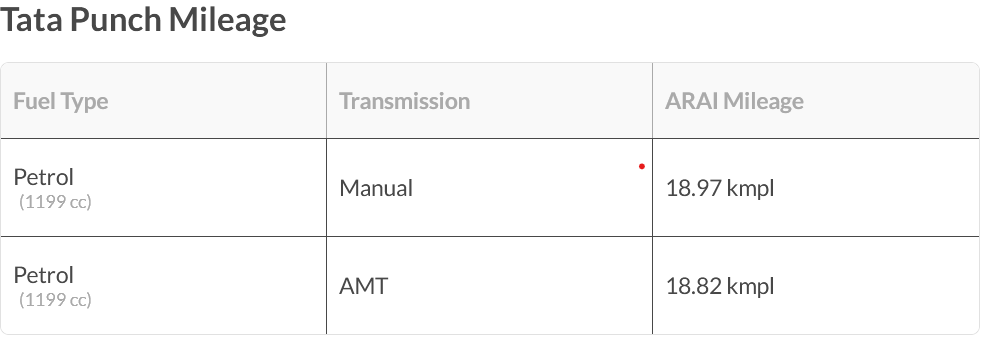 Tata Punch Mileage
Fuel Type Transmission ARAI Mileage
Petrol
(1199 cc)
Manual
18.97 kmpl
Petrol
(1199 cc)
AMT
18.82 kmpl